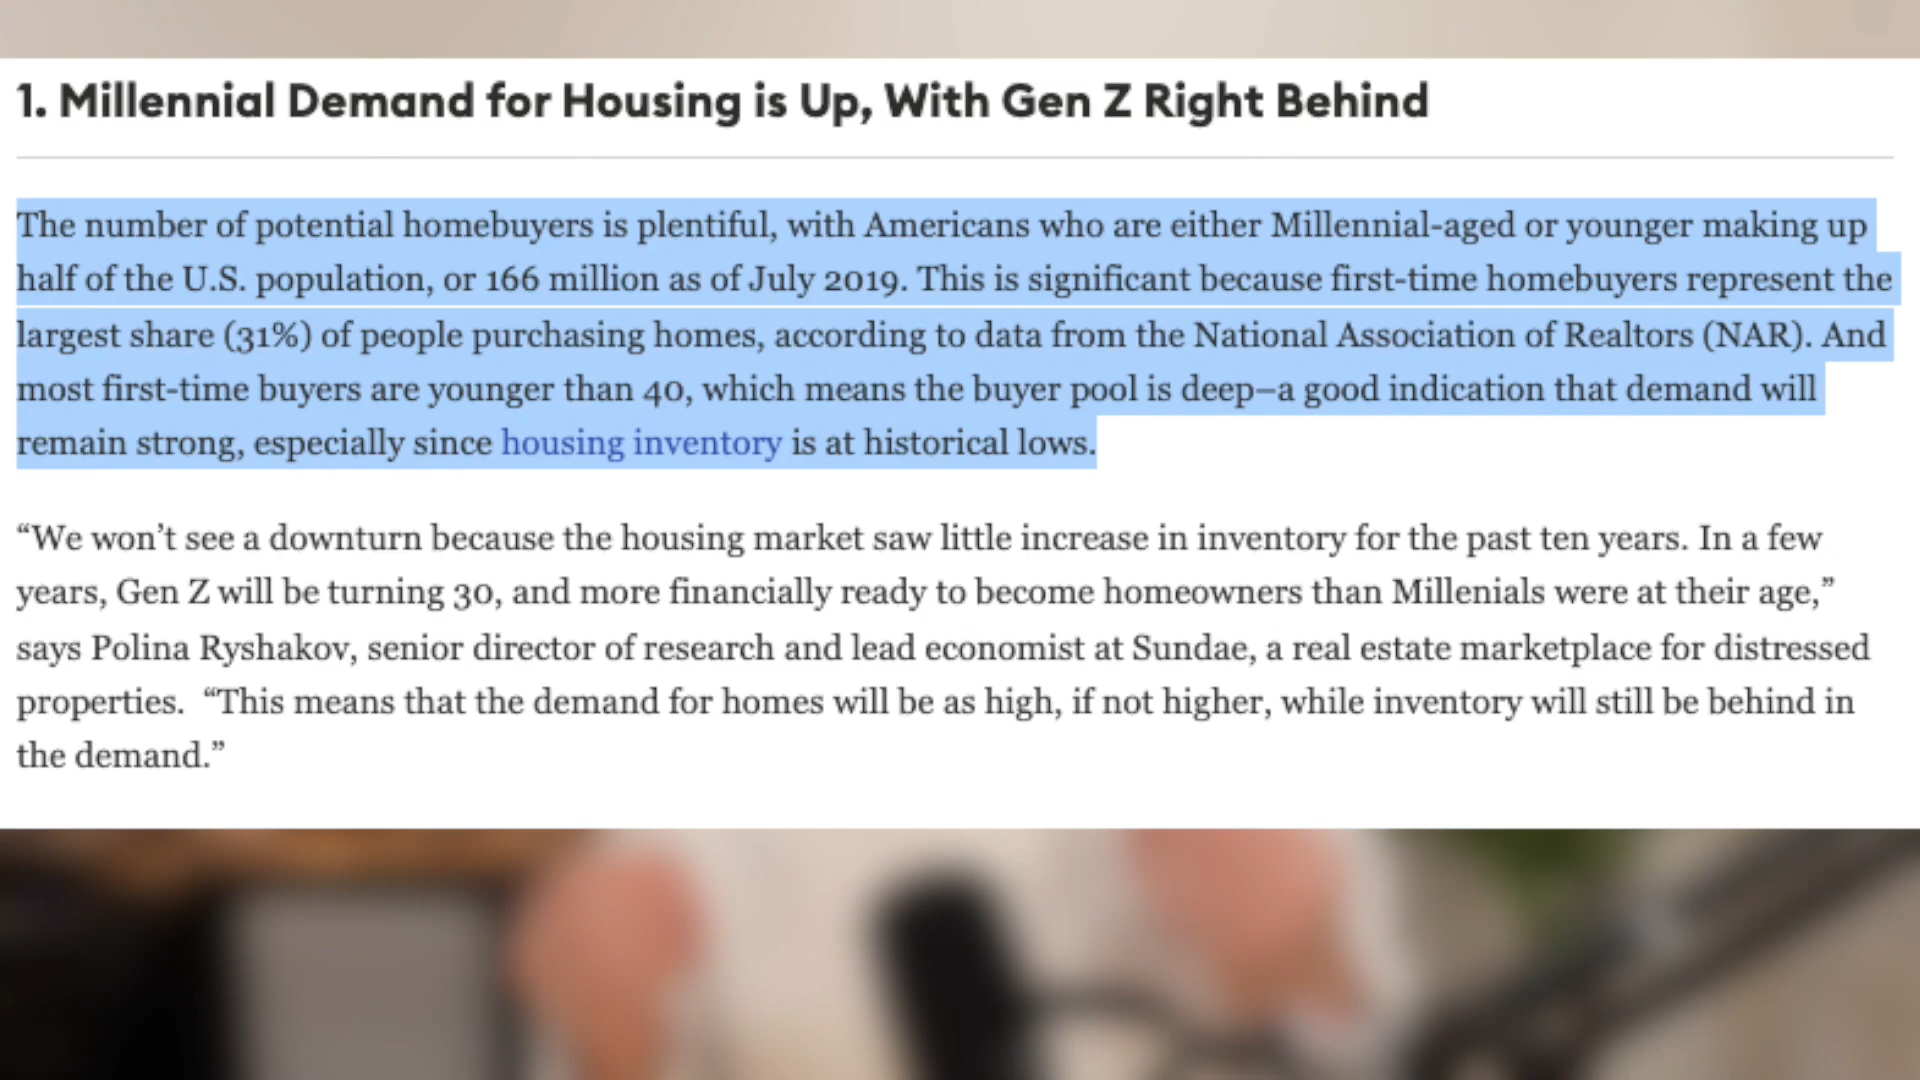 1. Millennial Demand for Housing is Up, With Gen Z Right Behind
The number of potential homebuyers is plentiful, with Americans who are either Millennial-aged or younger making up
half of the U.S. population, or 166 million as of July 2019. This is significant because first-time homebuyers represent the
largest share (31%) of people purchasing homes, according to data from the National Association of Realtors (NAR). And
most first-time buyers are younger than 40, which means the buyer pool is deep–a good indication that demand will
remain strong, especially since housing inventory is at historical lows.
“We won’t see a downturn because the housing market saw little increase in inventory for the past ten years. In a few
years, Gen Z will be turning 30, and more financially ready to become homeowners than Millenials were at their age,”
says Polina Ryshakov, senior director of research and lead economist at Sundae, a real estate marketplace for distressed
properties.  “This means that the demand for homes will be as high, if not higher, while inventory will still be behind in
the demand.”